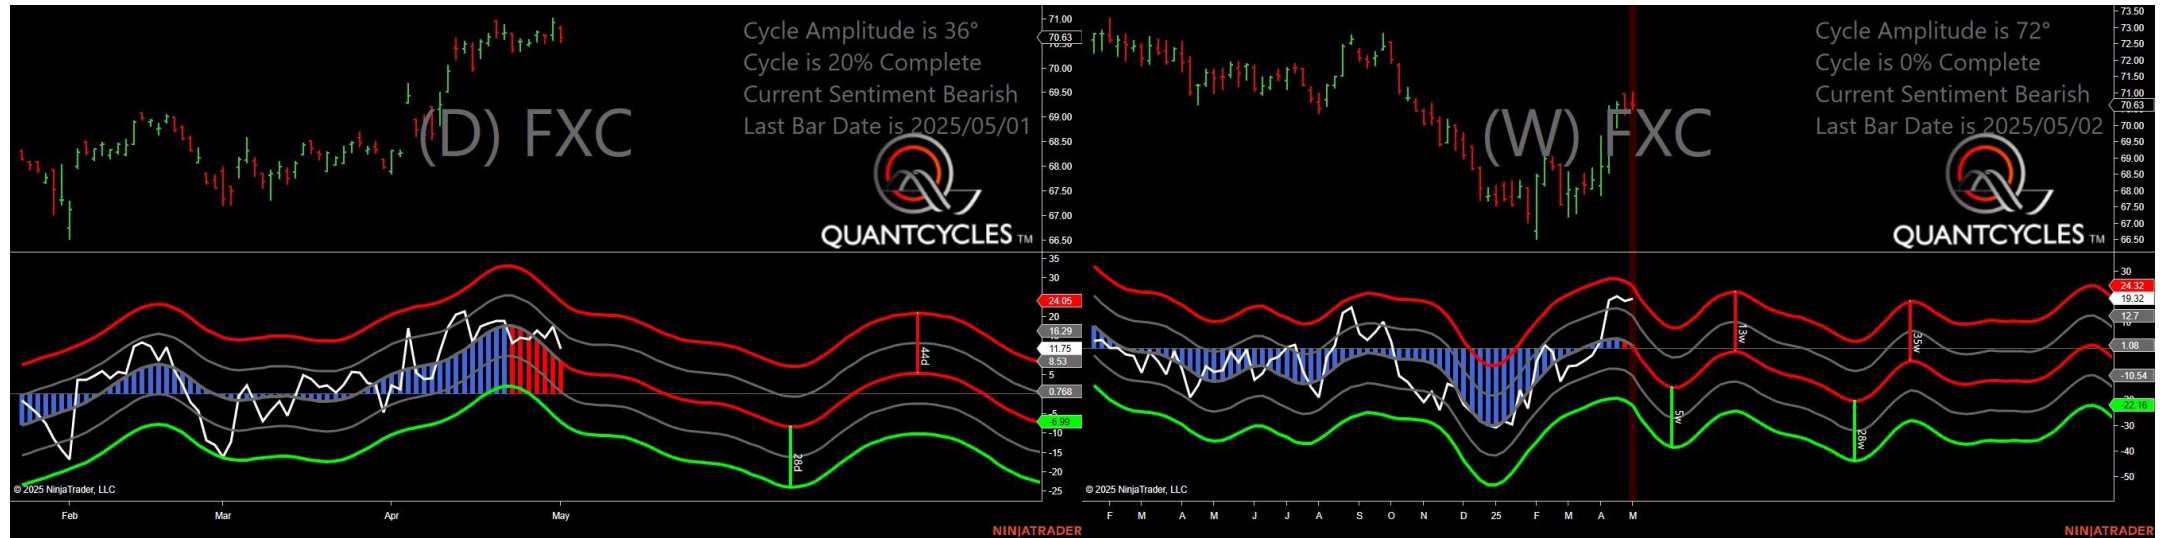 Cycle Amplitude is 36°
Cycle is 20% Complete
Current Sentiment Bearish
Last Bar Date is 2025/05/01
(D) FXC
QUANTCYCLES TM
71.00
70.63
70.00
69.50
69.00
68.50
68.00
67.50
67.00
66.50
35
30
24.05
20
16.29
11.75
8.53
5
0.768
-5
-6.99
-10
-15
-20
-25
44d
28d
© 2025 NinjaTrader, LLC
Feb
Mar
Apr
May
NINJATRADER
Cycle Amplitude is 72°
Cycle is 0% Complete
Current Sentiment Bearish
Last Bar Date is 2025/05/02
(W) FXC
QUANTCYCLES TM
73.50
73.00
72.50
72.00
71.50
71.00
70.63
70.00
69.50
69.00
68.50
68.00
67.50
67.00
66.50
30
24.32
19.32
12.7
1.08
-10.54
-22.16
-30
-40
-50
13w
35w
5w
28w
© 2025 NinjaTrader, LLC
F
M
A
M
J
J
A
S
O
N
D
25
F
M
A
M
NINJATRADER